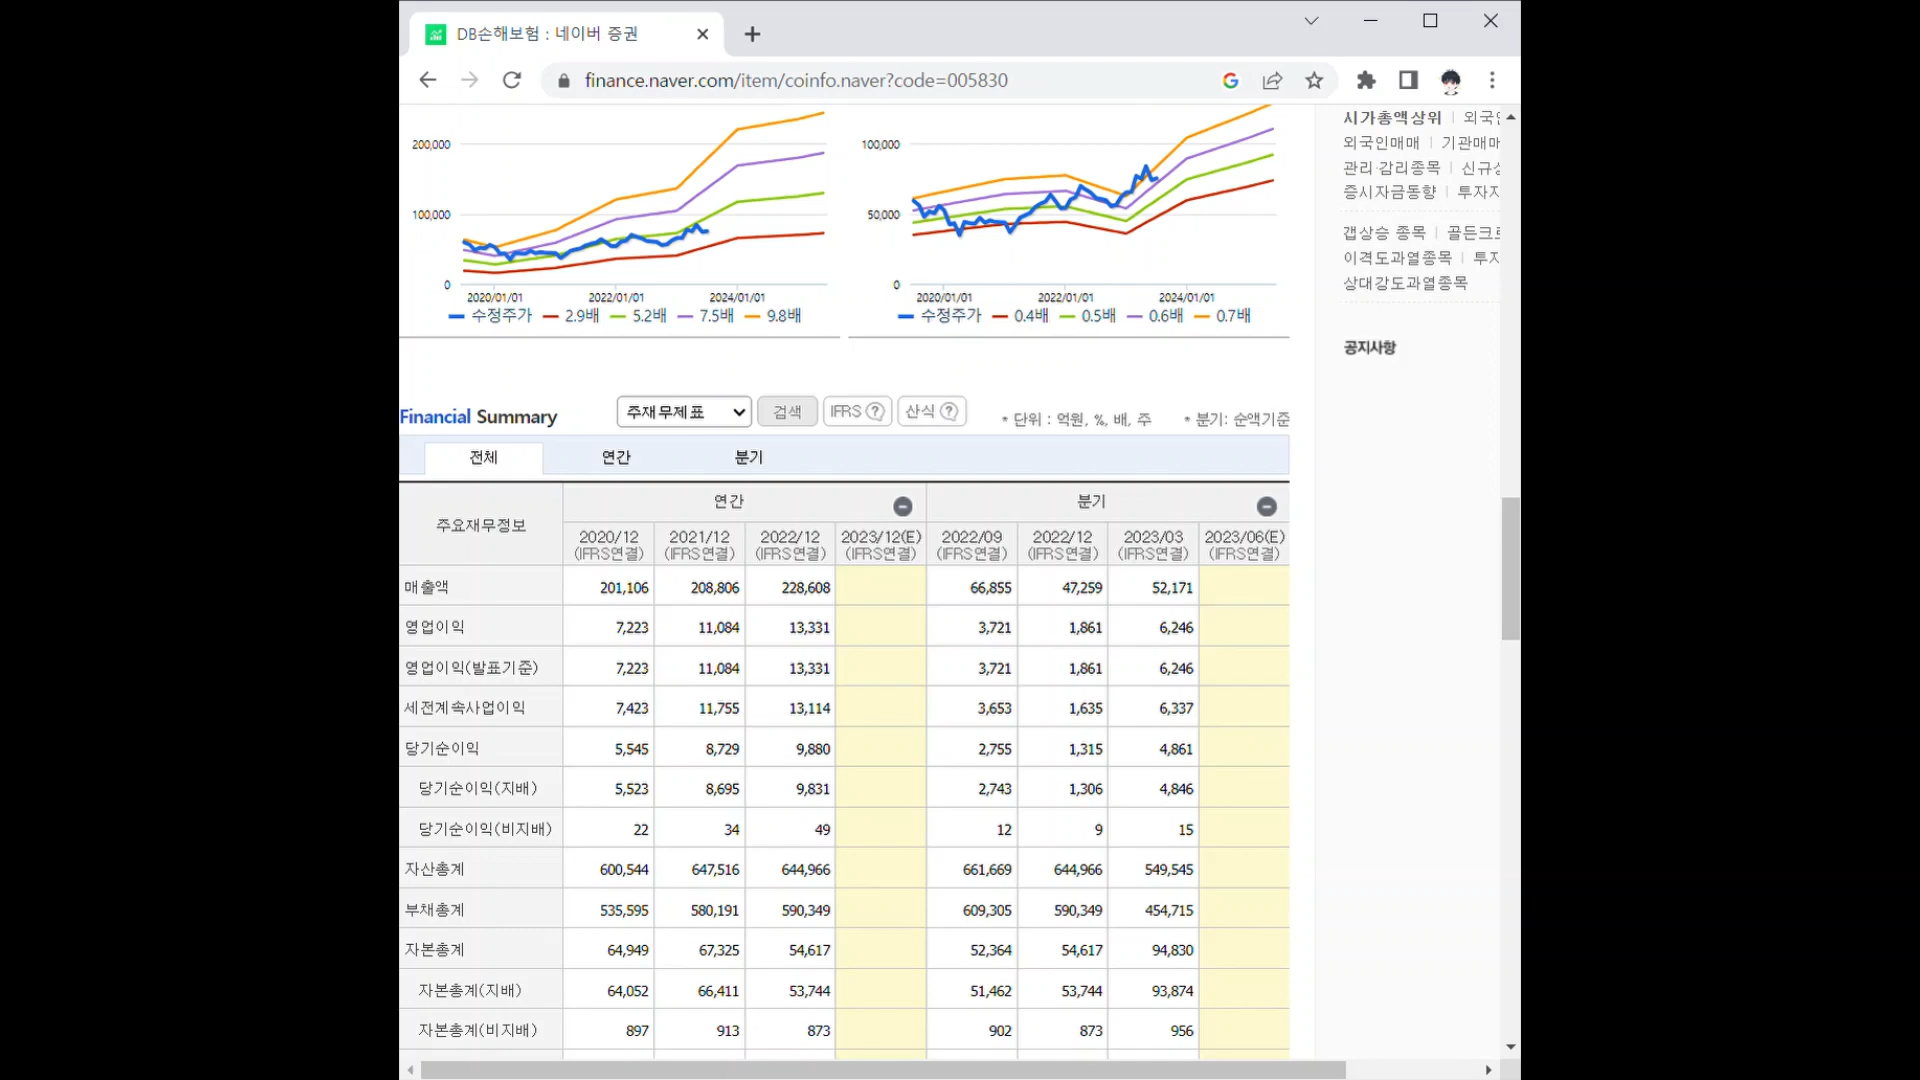 DB손해보험 : 네이버 증권
finance.naver.com/item/coinfo.naver?code=005830
200,000
100,000
0
2020/01/01 2022/01/01 2024/01/01
수정주가 2.9배 5.2배 7.5배 9.8배
100,000
50,000
0
2020/01/01 2022/01/01 2024/01/01
수정주가 0.4배 0.5배 0.6배 0.7배
시가총액상위 외국인
외국인매매 기관매매
관리·감리종목
증시자금동향 투자자
갭상승 종목
이격도과열종목 투자
상대강도과열종목
공지사항
Financial Summary 주재무제표 검색 IFRS ? 산식 ? * 단위 : 억원, %, 배, 주 * 분기: 순액기준
전체 연간 분기
주요재무정보 연간 분기
2020/12 2021/12 2022/12 2023/12(E) 2022/09 2022/12 2023/03 2023/06(E)
(IFRS연결) (IFRS연결) (IFRS연결) (IFRS연결) (IFRS연결) (IFRS연결) (IFRS연결) (IFRS연결)
매출액 201,106 208,806 228,608 66,855 47,259 52,171
영업이익 7,223 11,084 13,331 3,721 1,861 6,246
영업이익(발표기준) 7,223 11,084 13,331 3,721 1,861 6,246
세전계속사업이익 7,423 11,755 13,114 3,653 1,635 6,337
당기순이익 5,545 8,729 9,880 2,755 1,315 4,861
당기순이익(지배) 5,523 8,695 9,831 2,743 1,306 4,846
당기순이익(비지배) 22 34 49 12 9 15
자산총계 600,544 647,516 644,966 661,669 644,966 549,545
부채총계 535,595 580,191 590,349 609,305 590,349 454,715
자본총계 64,949 67,325 54,617 52,364 54,617 94,830
자본총계(지배) 64,052 66,411 53,744 51,462 53,744 93,874
자본총계(비지배) 897 913 873 902 873 956